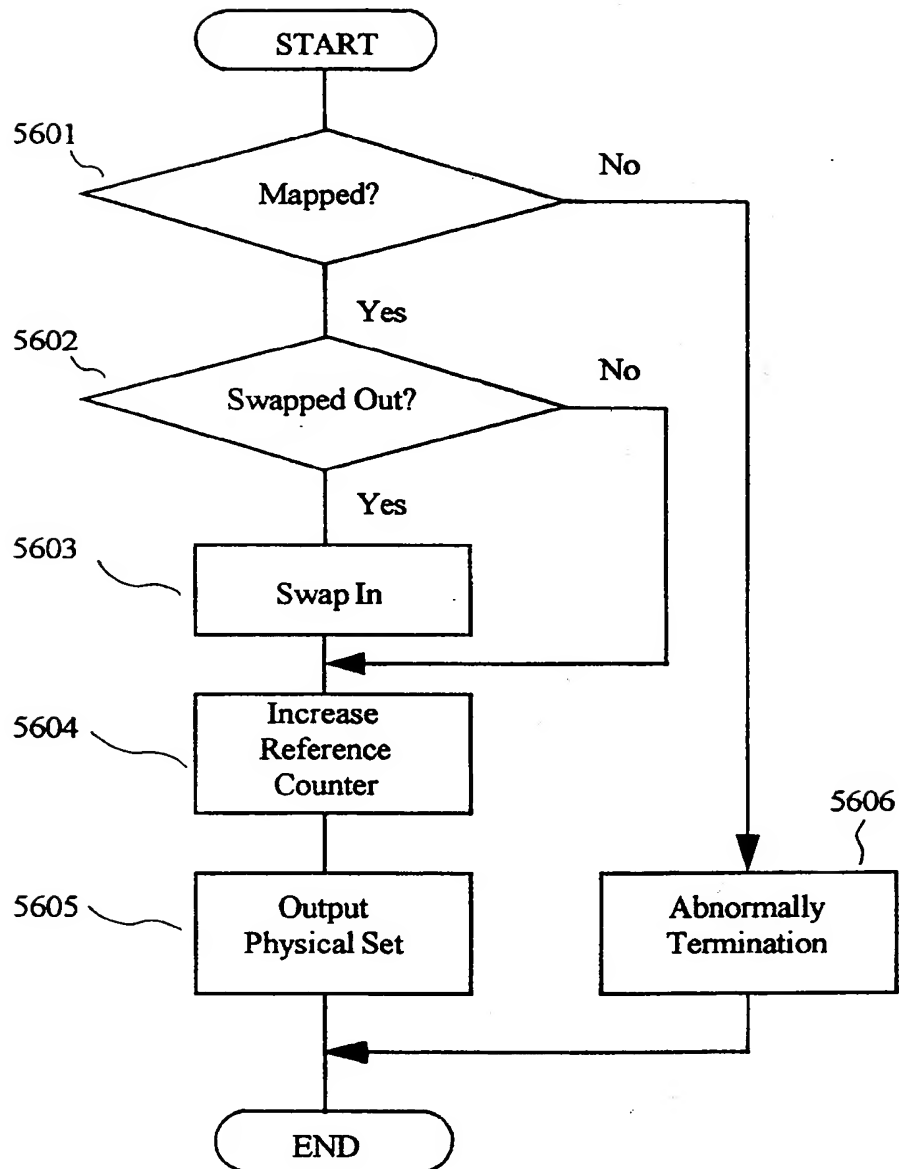 START
5601
Mapped?
No
Yes
5602
Swapped Out?
No
Yes
5603
Swap In
5604
Increase
Reference
Counter
5606
5605
Output
Physical Set
Abnormally
Termination
END